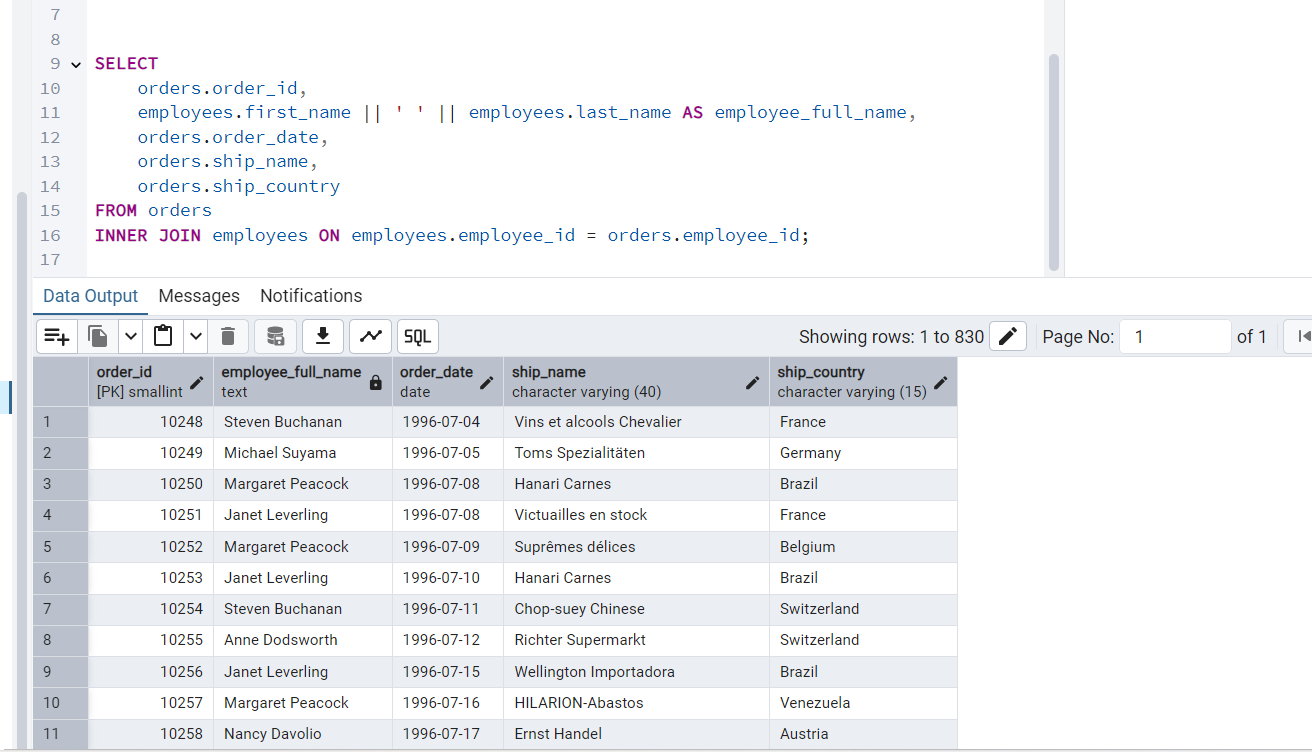 7
8
9 SELECT
10 orders.order_id,
11 employees.first_name || ' ' || employees.last_name AS employee_full_name,
12 orders.order_date,
13 orders.ship_name,
14 orders.ship_country
15 FROM orders
16 INNER JOIN employees ON employees.employee_id = orders.employee_id;
17
Data Output Messages Notifications
SQL Showing rows: 1 to 830 Page No: 1 of 1
order_id employee_full_name order_date ship_name ship_country
[PK] smallint text date character varying (40) character varying (15)
1 10248 Steven Buchanan 1996-07-04 Vins et alcools Chevalier France
2 10249 Michael Suyama 1996-07-05 Toms Spezialitäten Germany
3 10250 Margaret Peacock 1996-07-08 Hanari Carnes Brazil
4 10251 Janet Leverling 1996-07-08 Victuailles en stock France
5 10252 Margaret Peacock 1996-07-09 Suprêmes délices Belgium
6 10253 Janet Leverling 1996-07-10 Hanari Carnes Brazil
7 10254 Steven Buchanan 1996-07-11 Chop-suey Chinese Switzerland
8 10255 Anne Dodsworth 1996-07-12 Richter Supermarkt Switzerland
9 10256 Janet Leverling 1996-07-15 Wellington Importadora Brazil
10 10257 Margaret Peacock 1996-07-16 HILARION-Abastos Venezuela
11 10258 Nancy Davolio 1996-07-17 Ernst Handel Austria